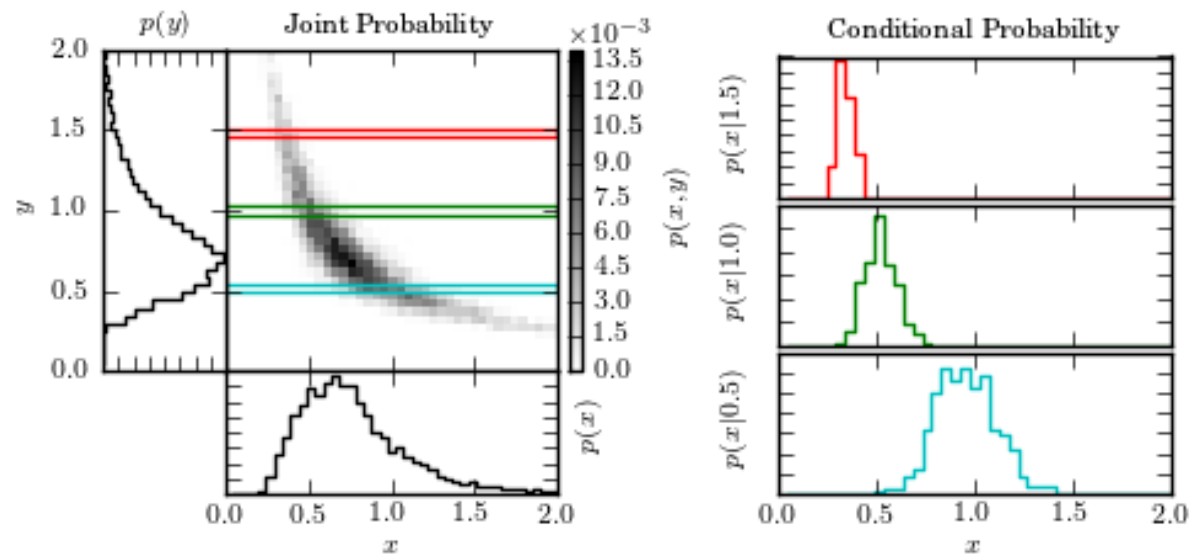 p(y)
Joint Probability
×10−3
Conditional Probability
2.0
1.5
1.0
0.5
0.0
y
13.5
12.0
10.5
9.0
7.5
6.0
4.5
3.0
1.5
0.0
p(x, y)
p(x)
0.0 0.5 1.0 1.5 2.0
x
p(x|1.5)
p(x|1.0)
p(x|0.5)
0.0 0.5 1.0 1.5 2.0
x